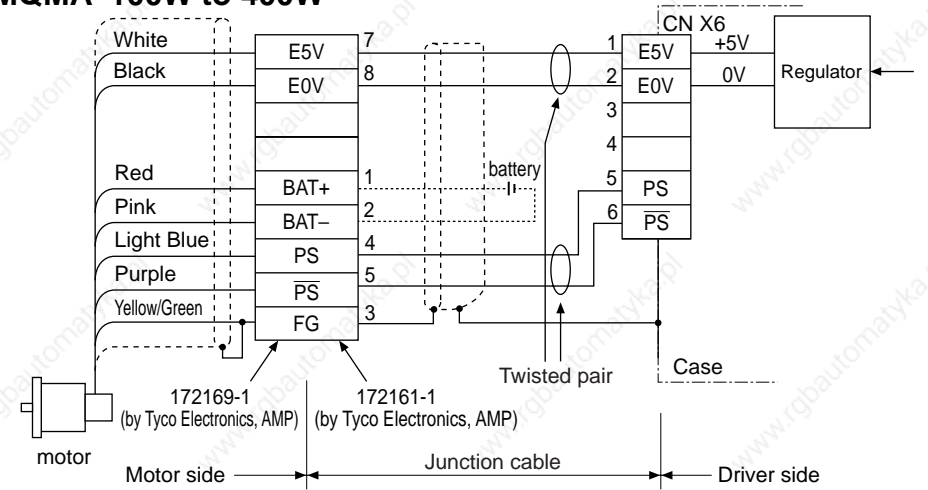 MQMA 100W to 400W
White
Black
Red
Pink
Light Blue
Purple
Yellow/Green
E5V 7
E0V 8
BAT+ 1
BAT– 2
PS 4
PS 5
FG 3
battery
CN X6
1 E5V +5V
2 E0V 0V
3
4
5 PS
6 PS
Regulator
Twisted pair
Case
172169-1
(by Tyco Electronics, AMP)
172161-1
(by Tyco Electronics, AMP)
motor
Motor side
Junction cable
Driver side
www.rgbautomatyka.pl